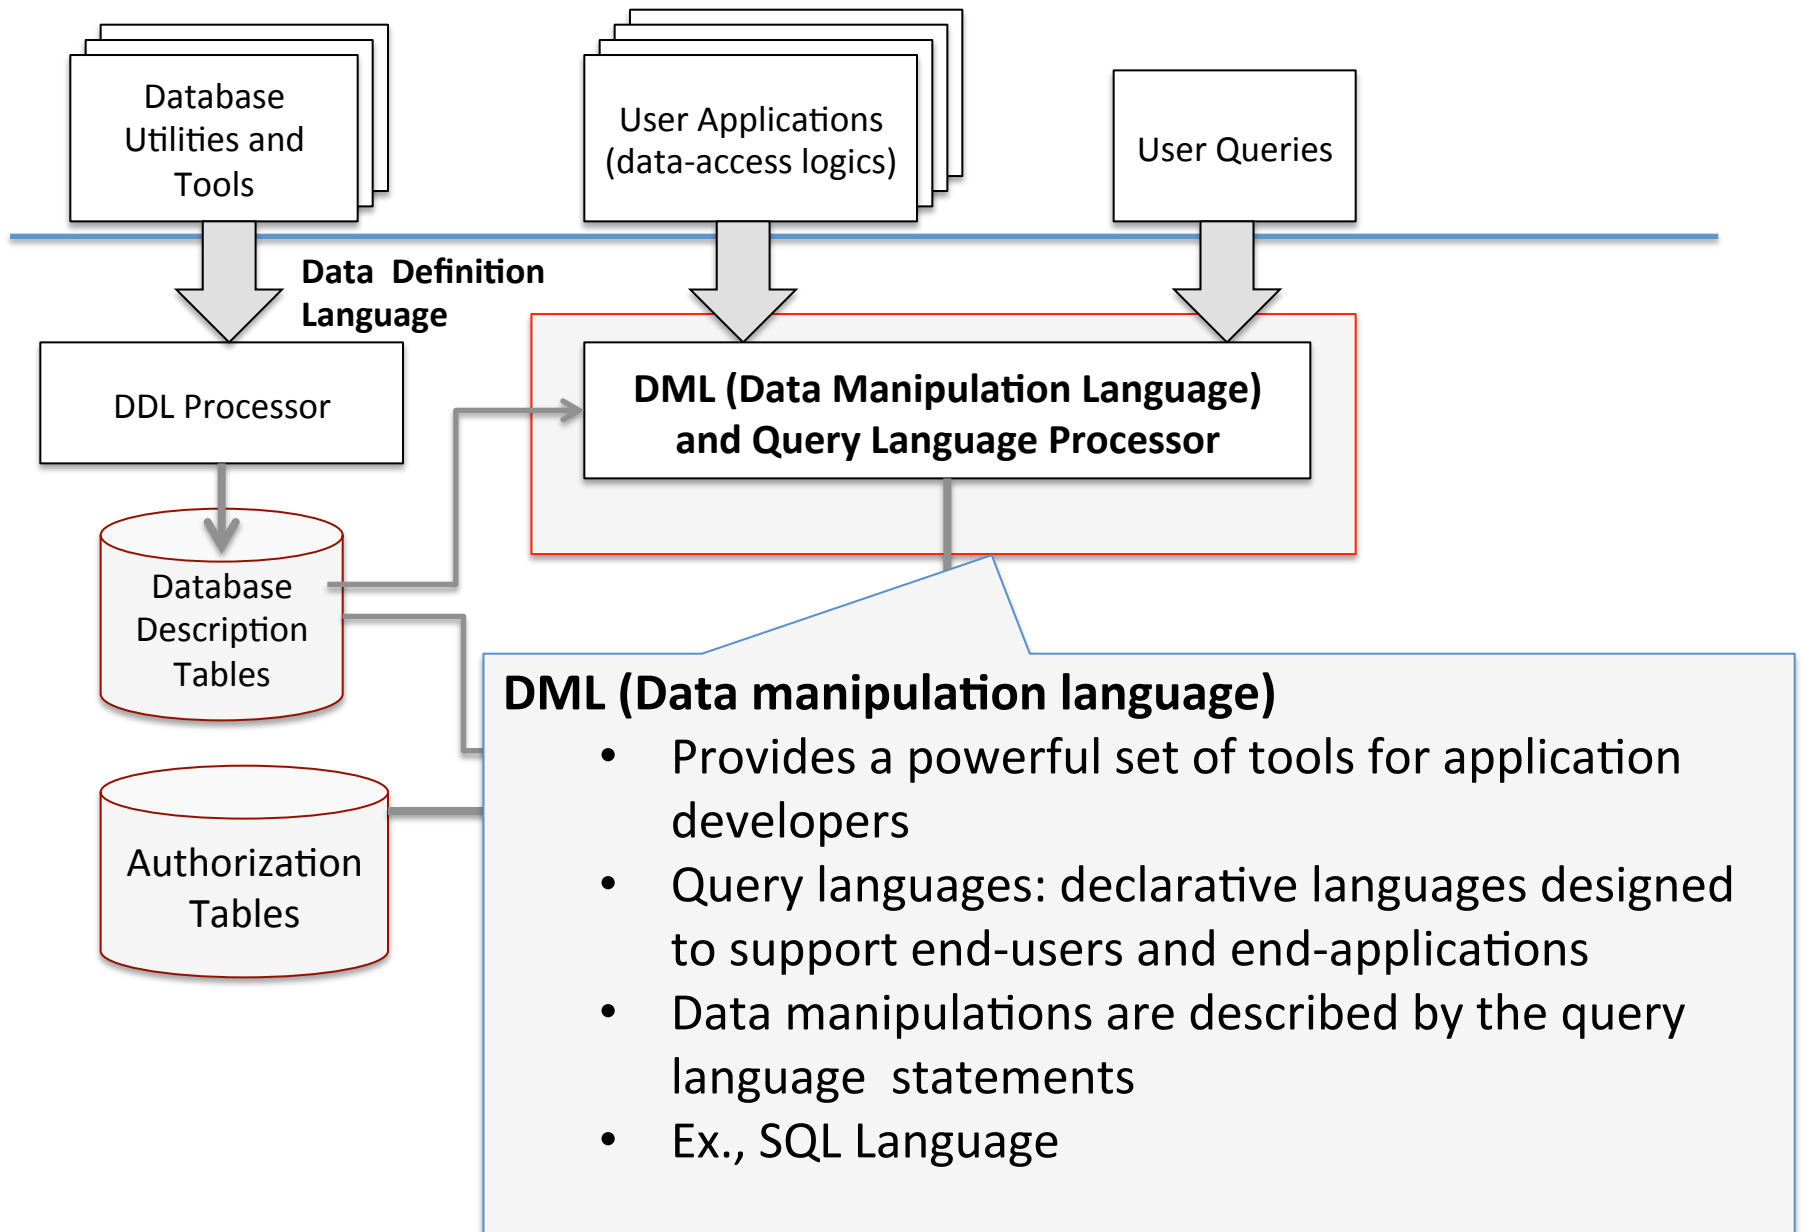 Database
Utilities and
Tools
User Applications
(data-access logics)
User Queries
Data  Definition
Language
DDL Processor
DML (Data Manipulation Language)
and Query Language Processor
Database
Description
Tables
Authorization
Tables
DML (Data manipulation language)
• Provides a powerful set of tools for application
developers
• Query languages: declarative languages designed
to support end-users and end-applications
• Data manipulations are described by the query
language  statements
• Ex., SQL Language